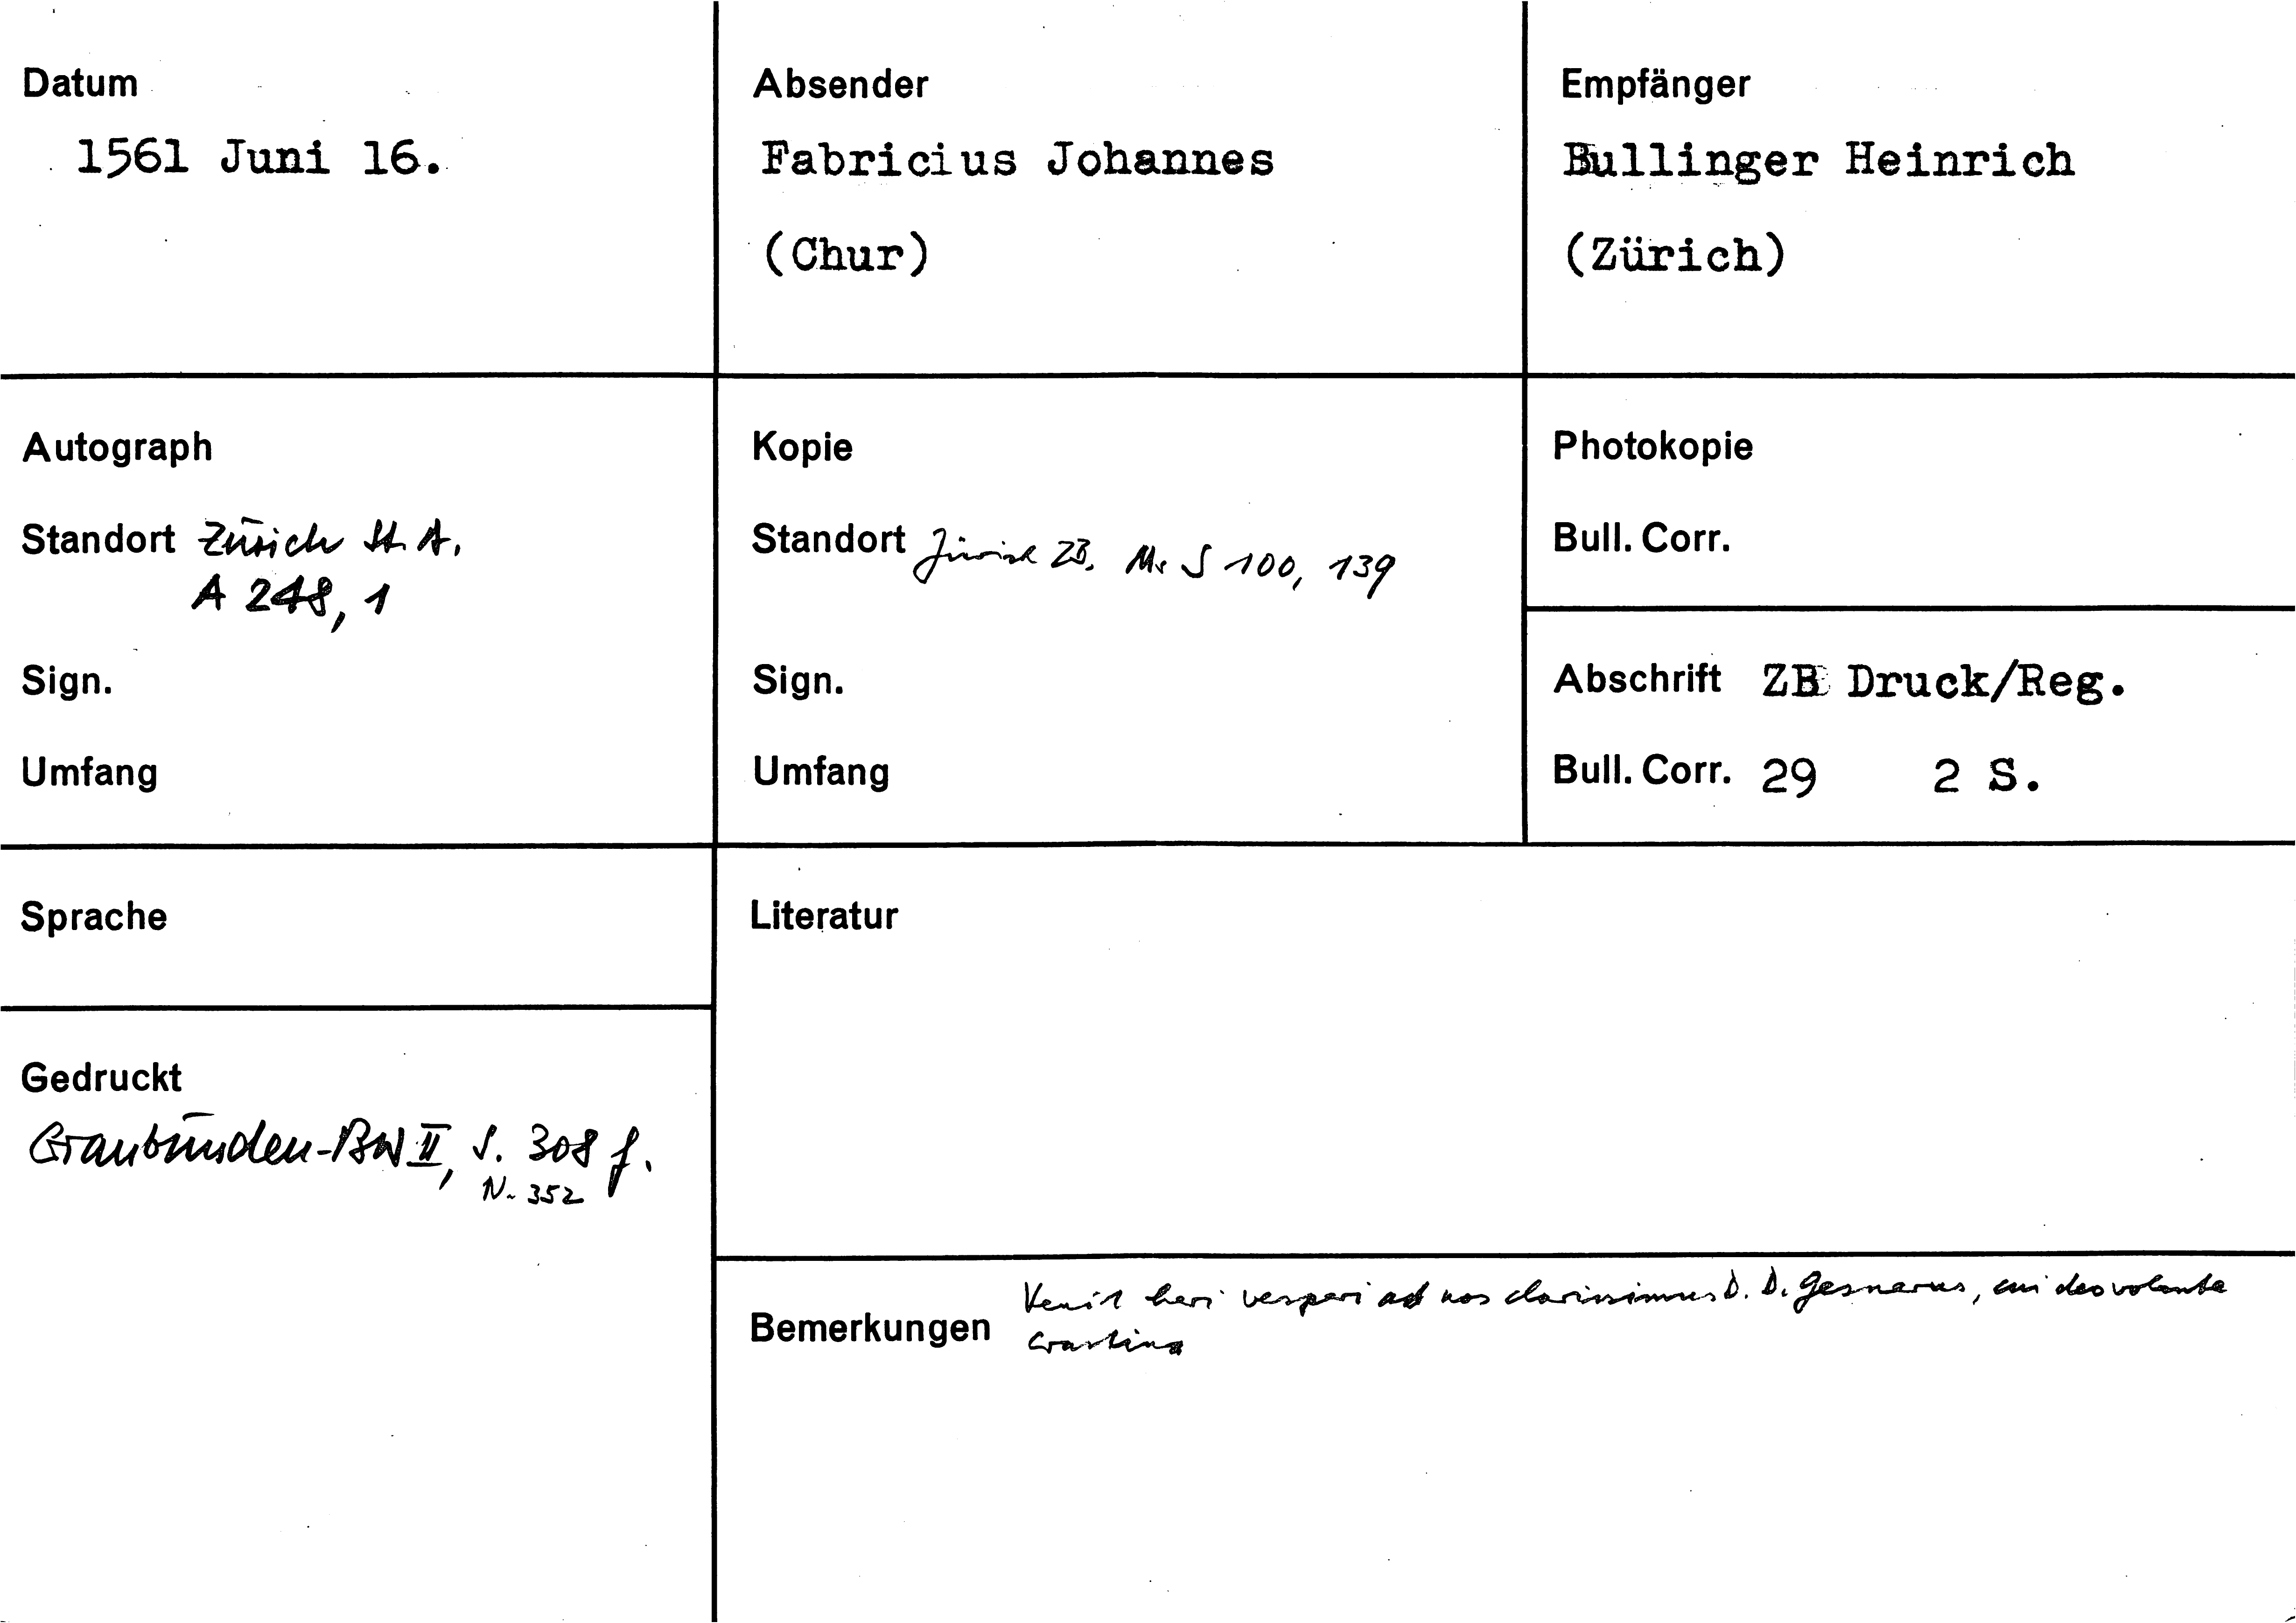 Datum
1561 Juni 16.
Absender
Fabricius Johannes
(Chur)
Empfänger
Bullinger Heinrich
(Zürich)
Autograph
Standort Zürich St. A.
A 248, 1
Sign.
Umfang
Kopie
Standort Zürich ZB, Ms S 100, 139
Sign.
Umfang
Photokopie
Bull. Corr.
Abschrift ZB Druck/Reg.
Bull. Corr. 29 2 S.
Sprache
Gedruckt
Graubünden-BW II, S. 308 f.
N. 352
Literatur
Bemerkungen
Venit heri vesperi ad nos clarissimus D. D. Gesnerus, cui deo volente
crastina